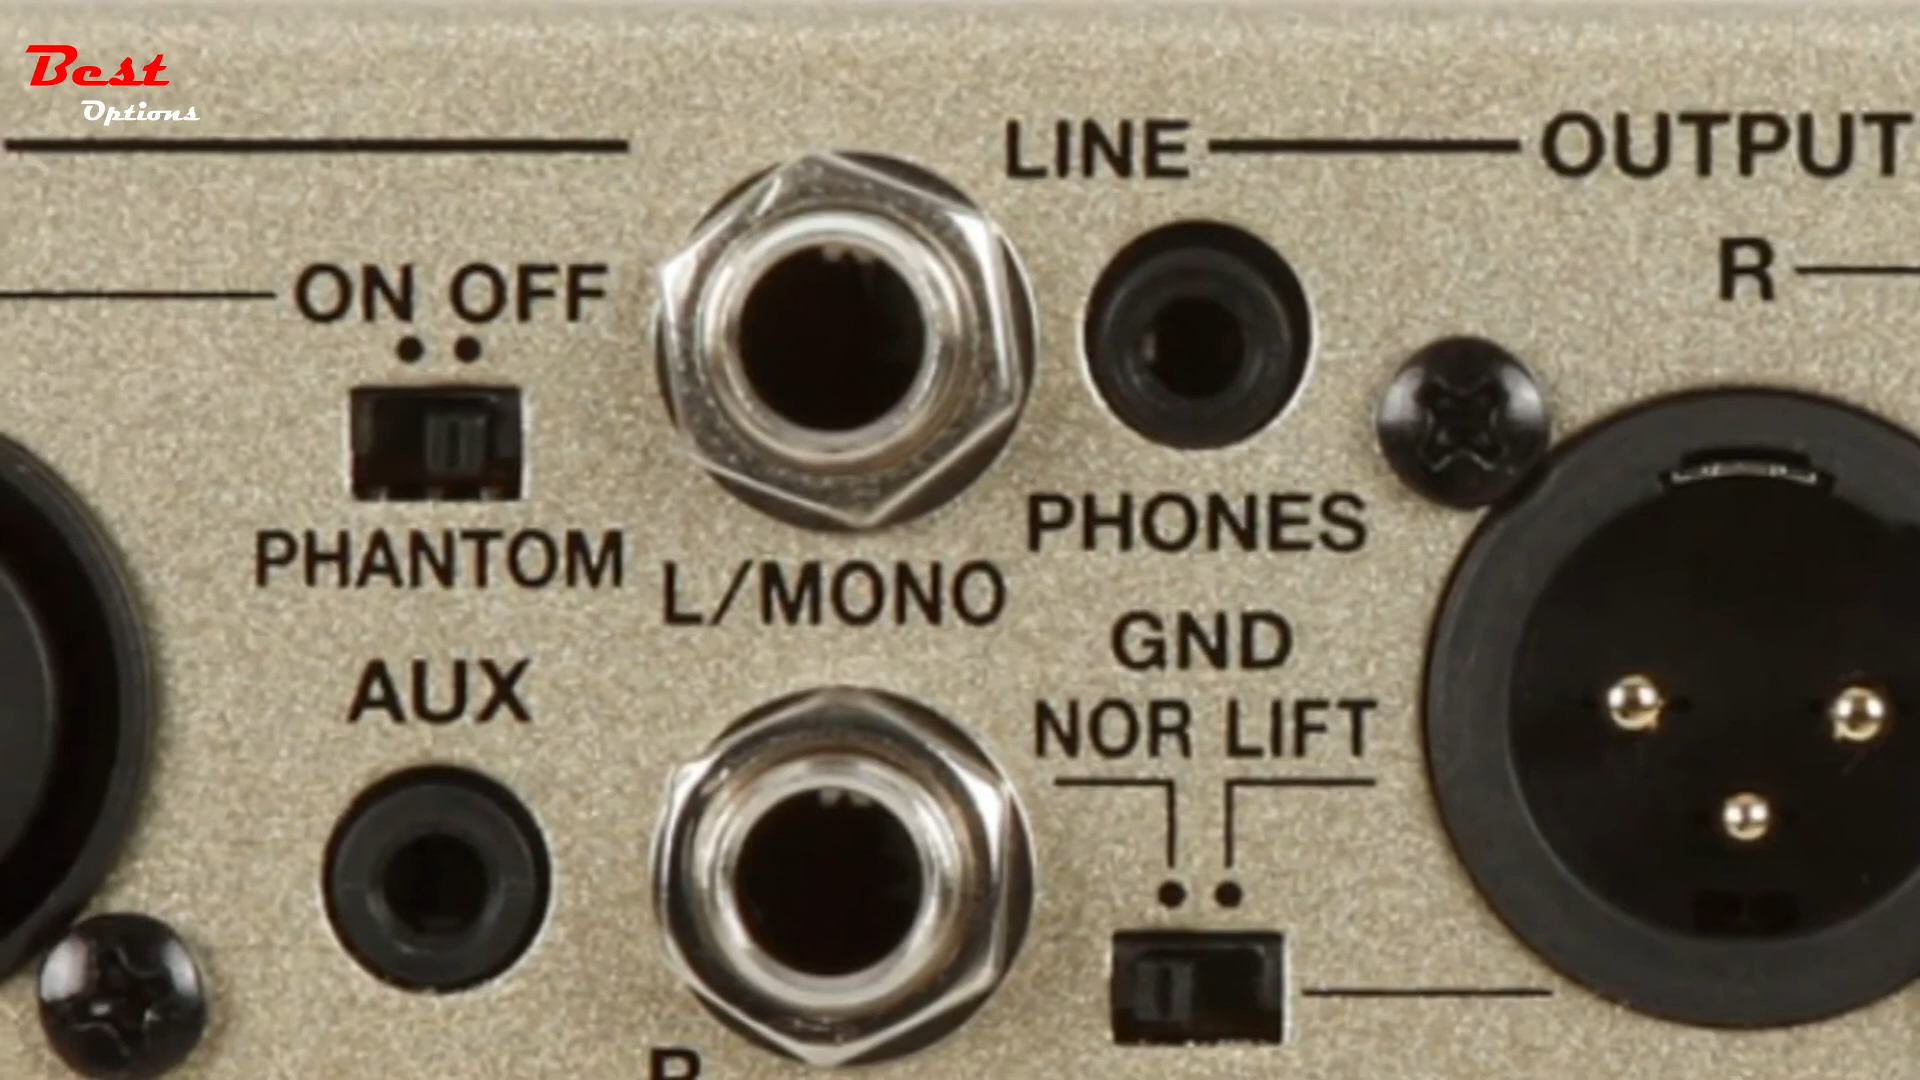 Best
Options
LINE OUTPUT
R
ON OFF
PHANTOM
L/MONO
PHONES
AUX
GND
NOR LIFT
R